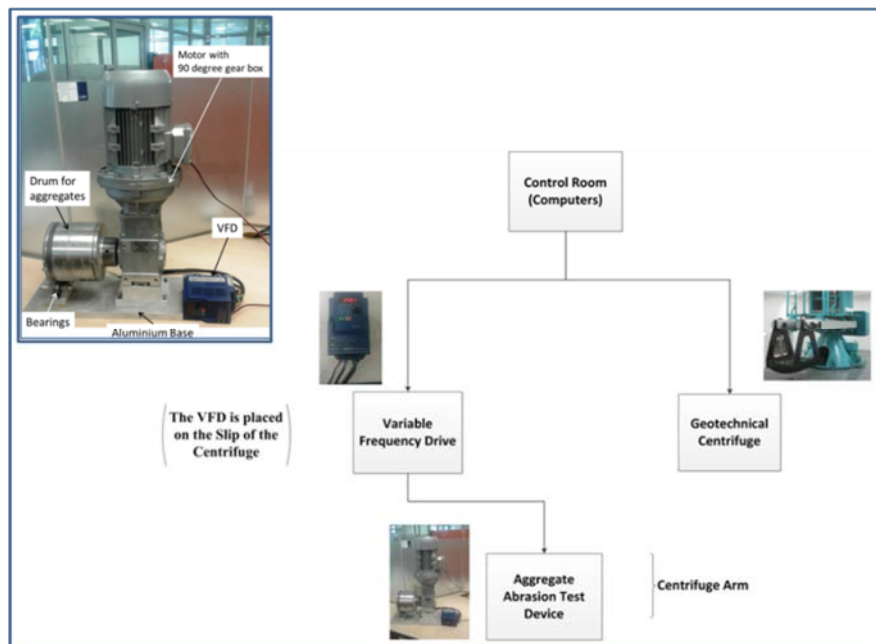 Motor with
90 degree gear box
Drum for
aggregates
VFD
Bearings
Aluminium Base
Control Room
(Computers)
The VFD is placed
on the Slip of the
Centrifuge
Variable
Frequency Drive
Geotechnical
Centrifuge
Aggregate
Abrasion Test
Device
Centrifuge Arm